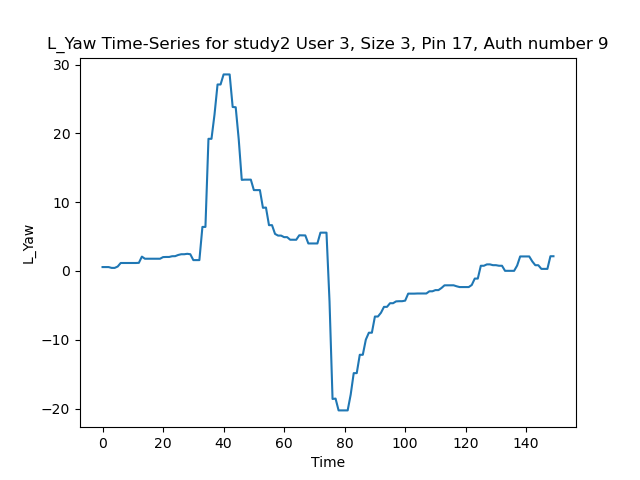 L_Yaw Time-Series for study2 User 3, Size 3, Pin 17, Auth number 9
30
20
10
0
−10
−20
L_Yaw
0 20 40 60 80 100 120 140
Time